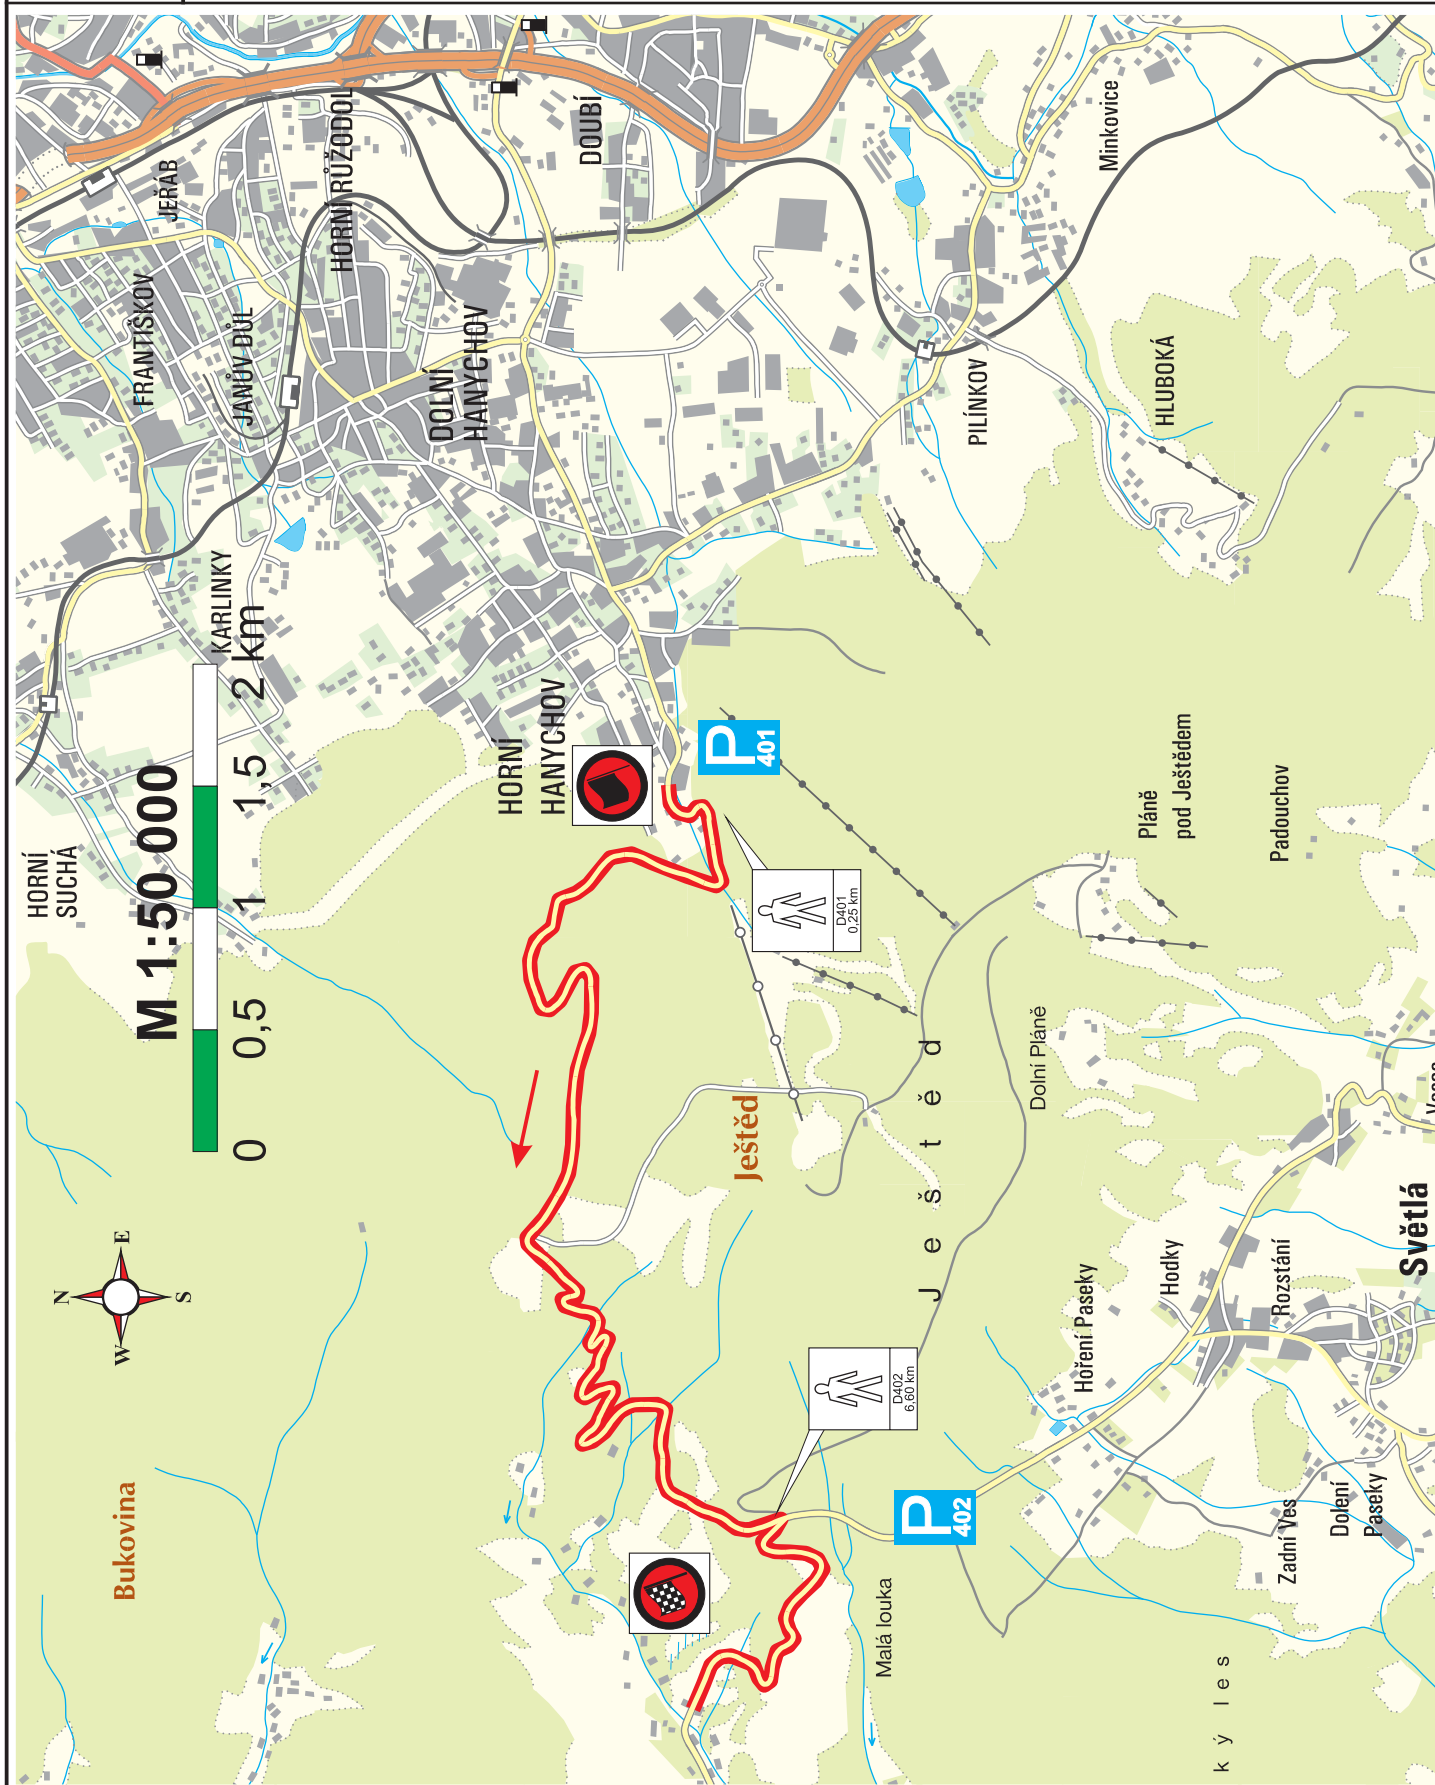 M 1:50 000
0
0,5
1
1,5
2 km
N
E
S
W
HORNÍ
SUCHÁ
KARLINKY
FRANTIŠKOV
JEŘÁB
JANŮV DŮL
HORNÍ RŮŽODOL
DOLNÍ
HANYCHOV
DOUBÍ
HORNÍ
HANYCHOV
PILÍNKOV
Minkovice
HLUBOKÁ
P
401
D401
0,25 km
Bukovina
Ještěd
J e š t ě d
Pláně
pod Ještědem
Padouchov
Dolní Pláně
D402
6,60 km
P
402
Malá louka
Hoření Paseky
Hodky
Rozstání
Světlá
Zadní Ves
Dolení
Paseky
k ý l e s